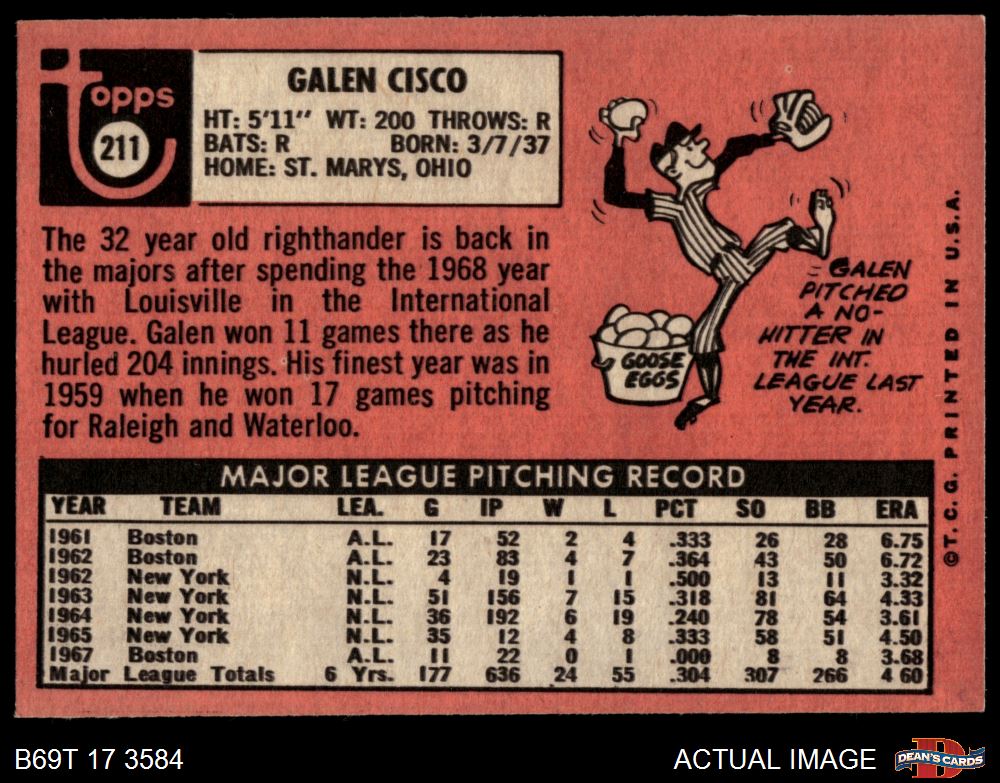 topps
211
GALEN CISCO
HT: 5'11" WT: 200 THROWS: R
BATS: R BORN: 3/7/37
HOME: ST. MARYS, OHIO
The 32 year old righthander is back in
the majors after spending the 1968 year
with Louisville in the International
League. Galen won 11 games there as he
hurled 204 innings. His finest year was in
1959 when he won 17 games pitching
for Raleigh and Waterloo.
GALEN
PITCHED
A NO-
HITTER IN
THE INT.
LEAGUE LAST
YEAR.
GOOSE
EGGS
©T.C.G. PRINTED IN U.S.A.
MAJOR LEAGUE PITCHING RECORD
YEAR TEAM LEA. G IP W L PCT SO BB ERA
1961 Boston A.L. 17 52 2 4 .333 26 28 6.75
1962 Boston A.L. 23 83 4 7 .364 43 50 6.72
1962 New York N.L. 4 19 1 1 .500 13 11 3.32
1963 New York N.L. 51 156 7 15 .318 81 64 4.33
1964 New York N.L. 36 192 6 19 .240 78 54 3.61
1965 New York N.L. 35 12 4 8 .333 58 51 4.50
1967 Boston A.L. 11 22 0 1 .000 8 8 3.68
Major League Totals 6 Yrs. 177 636 24 55 .304 307 266 4 60
B69T 17 3584
ACTUAL IMAGE
D
DEAN'S CARDS